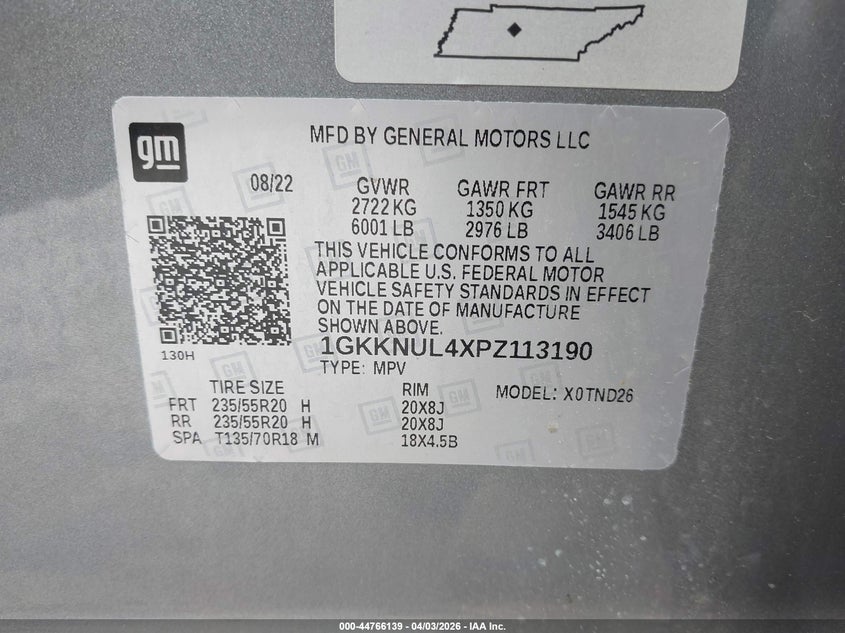 gm
MFD BY GENERAL MOTORS LLC
08/22
GVWR GAWR FRT GAWR RR
2722 KG 1350 KG 1545 KG
6001 LB 2976 LB 3406 LB
THIS VEHICLE CONFORMS TO ALL
APPLICABLE U.S. FEDERAL MOTOR
VEHICLE SAFETY STANDARDS IN EFFECT
ON THE DATE OF MANUFACTURE
SHOWN ABOVE.
130H
1GKKNUL4XPZ113190
TYPE: MPV
TIRE SIZE RIM MODEL: X0TND26
FRT 235/55R20 H 20X8J
RR 235/55R20 H 20X8J
SPA T135/70R18 M 18X4.5B
000-44766139 - 04/03/2026 - IAA Inc.